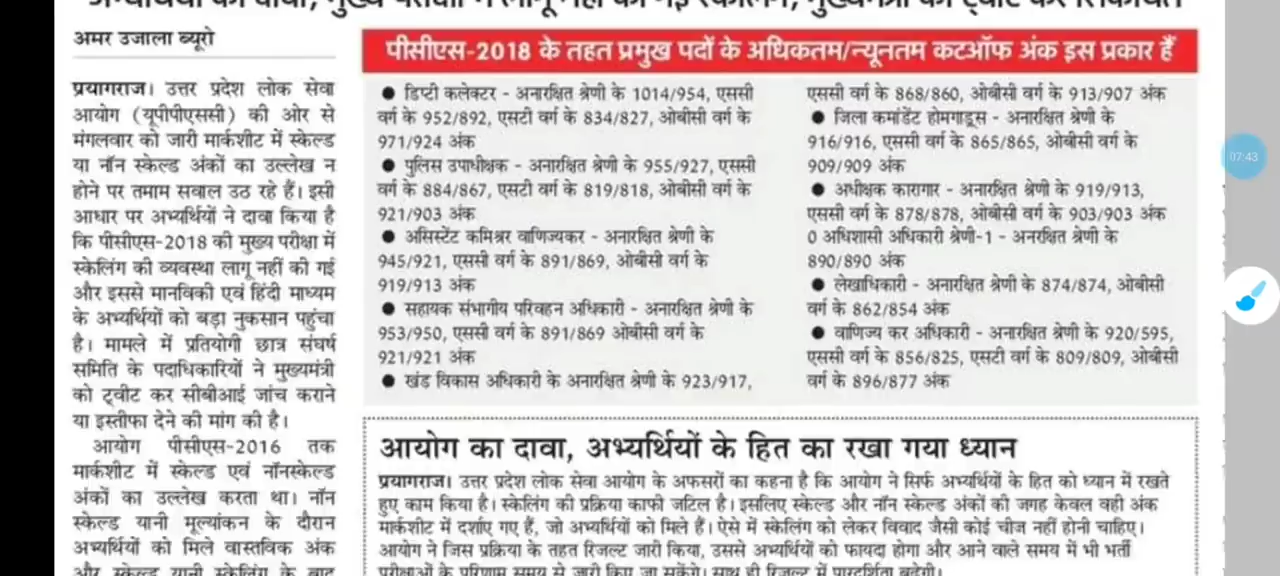 अमर उजाला ब्यूरो
प्रयागराज। उत्तर प्रदेश लोक सेवा
आयोग (यूपीपीएससी) की ओर से
मंगलवार को जारी मार्कशीट में स्केल्ड
या नॉन स्केल्ड अंकों का उल्लेख न
होने पर तमाम सवाल उठ रहे हैं। इसी
आधार पर अभ्यर्थियों ने दावा किया है
कि पीसीएस-2018 की मुख्य परीक्षा में
स्केलिंग की व्यवस्था लागू नहीं की गई
और इससे मानविकी एवं हिंदी माध्यम
के अभ्यर्थियों को बड़ा नुकसान पहुंचा
है। मामले में प्रतियोगी छात्र संघर्ष
समिति के पदाधिकारियों ने मुख्यमंत्री
को ट्वीट कर सीबीआई जांच कराने
या इस्तीफा देने की मांग की है।
आयोग पीसीएस-2016 तक
मार्कशीट में स्केल्ड एवं नॉनस्केल्ड
अंकों का उल्लेख करता था। नॉन
स्केल्ड यानी मूल्यांकन के दौरान
अभ्यर्थियों को मिले वास्तविक अंक
और स्केल्ड यानी स्केलिंग के बाद
पीसीएस-2018 के तहत प्रमुख पदों के अधिकतम/न्यूनतम कटऑफ अंक इस प्रकार हैं
● डिप्टी कलेक्टर - अनारक्षित श्रेणी के 1014/954, एससी
वर्ग के 952/892, एसटी वर्ग के 834/827, ओबीसी वर्ग के
971/924 अंक
● पुलिस उपाधीक्षक - अनारक्षित श्रेणी के 955/927, एससी
वर्ग के 884/867, एसटी वर्ग के 819/818, ओबीसी वर्ग के
921/903 अंक
● असिस्टेंट कमिश्नर वाणिज्यकर - अनारक्षित श्रेणी के
945/921, एससी वर्ग के 891/869, ओबीसी वर्ग के
919/913 अंक
● सहायक संभागीय परिवहन अधिकारी - अनारक्षित श्रेणी के
953/950, एससी वर्ग के 891/869 ओबीसी वर्ग के
921/921 अंक
● खंड विकास अधिकारी के अनारक्षित श्रेणी के 923/917,
एससी वर्ग के 868/860, ओबीसी वर्ग के 913/907 अंक
● जिला कमांडेंट होमगार्ड्स - अनारक्षित श्रेणी के
916/916, एससी वर्ग के 865/865, ओबीसी वर्ग के
909/909 अंक
● अधीक्षक कारागार - अनारक्षित श्रेणी के 919/913,
एससी वर्ग के 878/878, ओबीसी वर्ग के 903/903 अंक
0 अधिशासी अधिकारी श्रेणी-1 - अनरक्षित श्रेणी के
890/890 अंक
● लेखाधिकारी - अनारक्षित श्रेणी के 874/874, ओबीसी
वर्ग के 862/854 अंक
● वाणिज्य कर अधिकारी - अनारक्षित श्रेणी के 920/595,
एससी वर्ग के 856/825, एसटी वर्ग के 809/809, ओबीसी
वर्ग के 896/877 अंक
आयोग का दावा, अभ्यर्थियों के हित का रखा गया ध्यान
प्रयागराज। उत्तर प्रदेश लोक सेवा आयोग के अफसरों का कहना है कि आयोग ने सिर्फ अभ्यर्थियों के हित को ध्यान में रखते
हुए काम किया है। स्केलिंग की प्रक्रिया काफी जटिल है। इसलिए स्केल्ड और नॉन स्केल्ड अंकों की जगह केवल वही अंक
मार्कशीट में दर्शाए गए हैं, जो अभ्यर्थियों को मिले हैं। ऐसे में स्केलिंग को लेकर विवाद जैसी कोई चीज नहीं होनी चाहिए।
आयोग ने जिस प्रक्रिया के तहत रिजल्ट जारी किया, उससे अभ्यर्थियों को फायदा होगा और आने वाले समय में भी भर्ती
परीक्षाओं के परिणाम समय से जारी किए जा सकेंगे। साथ ही रिजल्ट में पारदर्शिता बढ़ेगी।
07:43